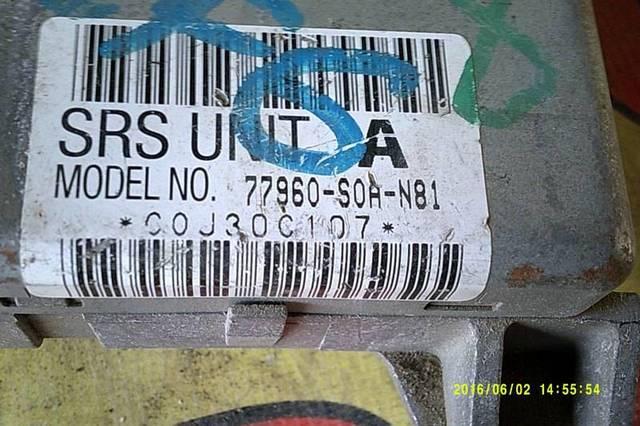 SRS UNIT A
MODEL NO. 77960-S0A-N81
*C0J30C107*
2016/06/02 14:55:54